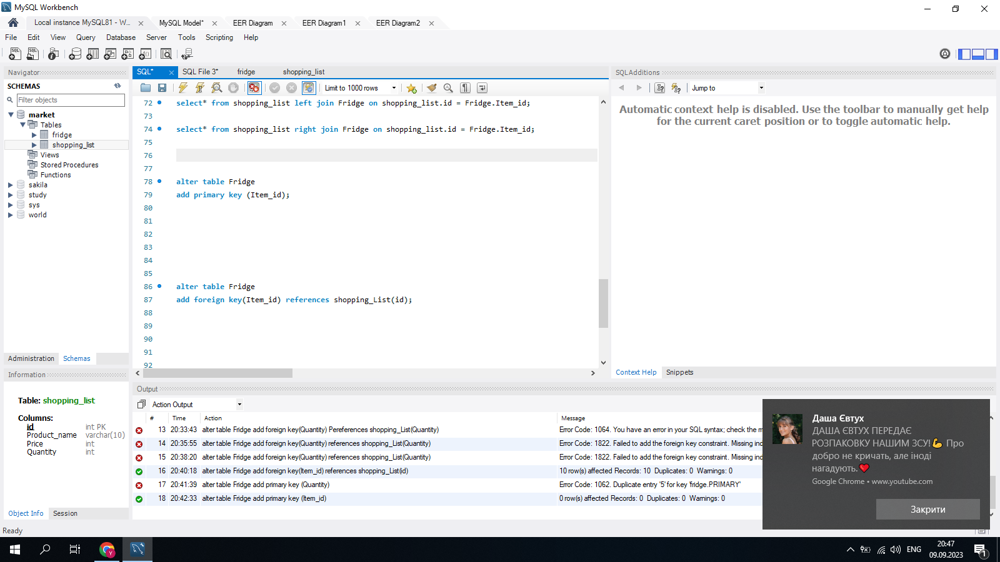 MySQL Workbench
Local instance MySQL81 - W...
MySQL Model*
EER Diagram
EER Diagram1
EER Diagram2
File Edit View Query Database Server Tools Scripting Help
Navigator
SCHEMAS
Filter objects
market
Tables
fridge
shopping_list
Views
Stored Procedures
Functions
sakila
study
sys
world
Administration Schemas
Information
Table: shopping_list
Columns:
id int PK
Product_name varchar(10)
Price int
Quantity int
Object Info Session
SQL* SQL File 3* fridge shopping_list
Limit to 1000 rows
72 select* from shopping_list left join Fridge on shopping_list.id = Fridge.Item_id;
73
74 select* from shopping_list right join Fridge on shopping_list.id = Fridge.Item_id;
75
76
77
78 alter table Fridge
79 add primary key (Item_id);
80
81
82
83
84
85
86 alter table Fridge
87 add foreign key(Item_id) references shopping_List(id);
88
89
90
91
92
SQLAdditions
Jump to
Automatic context help is disabled. Use the toolbar to manually get help
for the current caret position or to toggle automatic help.
Context Help Snippets
Output
Action Output
# Time Action Message
13 20:33:43 alter table Fridge add foreign key(Quantity) Pereferences shopping_List(Quantity) Error Code: 1064. You have an error in your SQL syntax; check the m
14 20:35:55 alter table Fridge add foreign key(Quantity) references shopping_List(Quantity) Error Code: 1822. Failed to add the foreign key constraint. Missing inc
15 20:38:20 alter table Fridge add foreign key(Quantity) references shopping_List(Quantity) Error Code: 1822. Failed to add the foreign key constraint. Missing inc
16 20:40:18 alter table Fridge add foreign key(Item_id) references shopping_List(id) 10 row(s) affected Records: 10 Duplicates: 0 Warnings: 0
17 20:41:39 alter table Fridge add primary key (Quantity) Error Code: 1062. Duplicate entry '5' for key 'fridge.PRIMARY'
18 20:42:33 alter table Fridge add primary key (Item_id) 0 row(s) affected Records: 0 Duplicates: 0 Warnings: 0
Даша Євтух
ДАША ЄВТУХ ПЕРЕДАЄ
РОЗПАКОВКУ НАШИМ ЗСУ!💪 Про
добро не кричать, але іноді
нагадують.❤️
Google Chrome • www.youtube.com
Закрити
Ready
ENG
20:47
09.09.2023
1